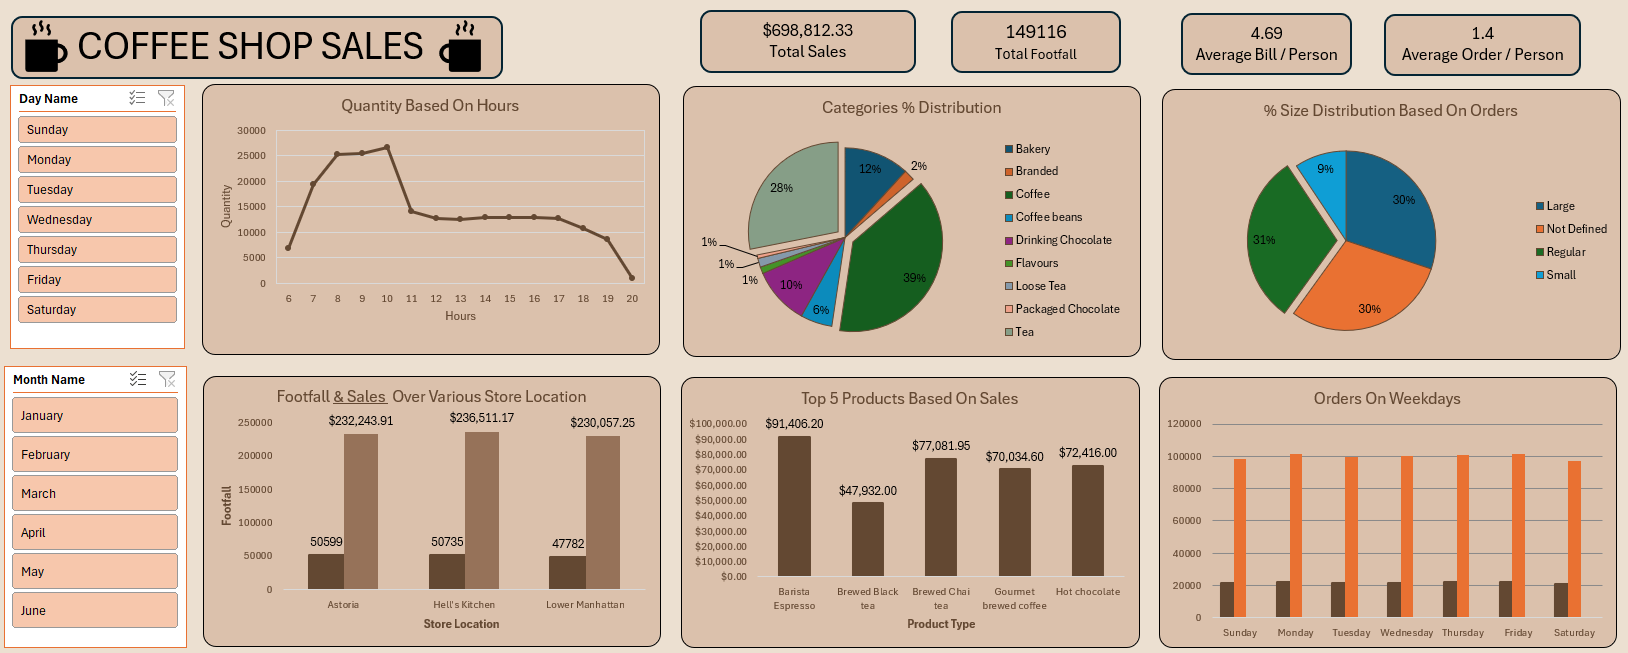 COFFEE SHOP SALES
$698,812.33
Total Sales
149116
Total Footfall
4.69
Average Bill / Person
1.4
Average Order / Person
Day Name
Sunday
Monday
Tuesday
Wednesday
Thursday
Friday
Saturday
Quantity Based On Hours
30000
25000
20000
15000
10000
5000
0
Quantity
6 7 8 9 10 11 12 13 14 15 16 17 18 19 20
Hours
Categories % Distribution
12%
2%
39%
6%
10%
1%
1%
1%
28%
Bakery
Branded
Coffee
Coffee beans
Drinking Chocolate
Flavours
Loose Tea
Packaged Chocolate
Tea
% Size Distribution Based On Orders
30%
30%
31%
9%
Large
Not Defined
Regular
Small
Month Name
January
February
March
April
May
June
Footfall & Sales Over Various Store Location
250000
200000
150000
100000
50000
0
Footfall
$232,243.91
$236,511.17
$230,057.25
50599
50735
47782
Astoria
Hell's Kitchen
Lower Manhattan
Store Location
Top 5 Products Based On Sales
$100,000.00
$90,000.00
$80,000.00
$70,000.00
$60,000.00
$50,000.00
$40,000.00
$30,000.00
$20,000.00
$10,000.00
$0.00
$91,406.20
$47,932.00
$77,081.95
$70,034.60
$72,416.00
Barista
Espresso
Brewed Black
tea
Brewed Chai
tea
Gourmet
brewed coffee
Hot chocolate
Product Type
Orders On Weekdays
120000
100000
80000
60000
40000
20000
0
Sunday Monday Tuesday Wednesday Thursday Friday Saturday